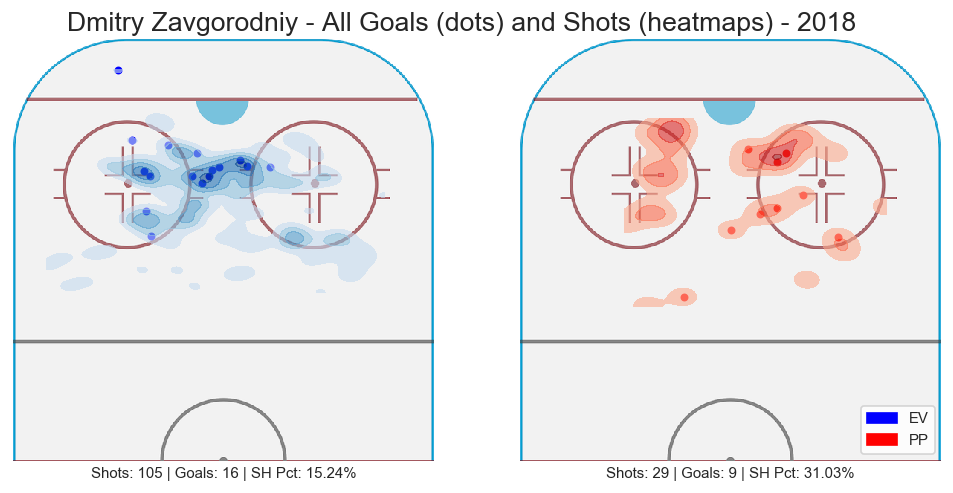 Dmitry Zavgorodniy - All Goals (dots) and Shots (heatmaps) - 2018
EV
PP
Shots: 105 | Goals: 16 | SH Pct: 15.24%
Shots: 29 | Goals: 9 | SH Pct: 31.03%